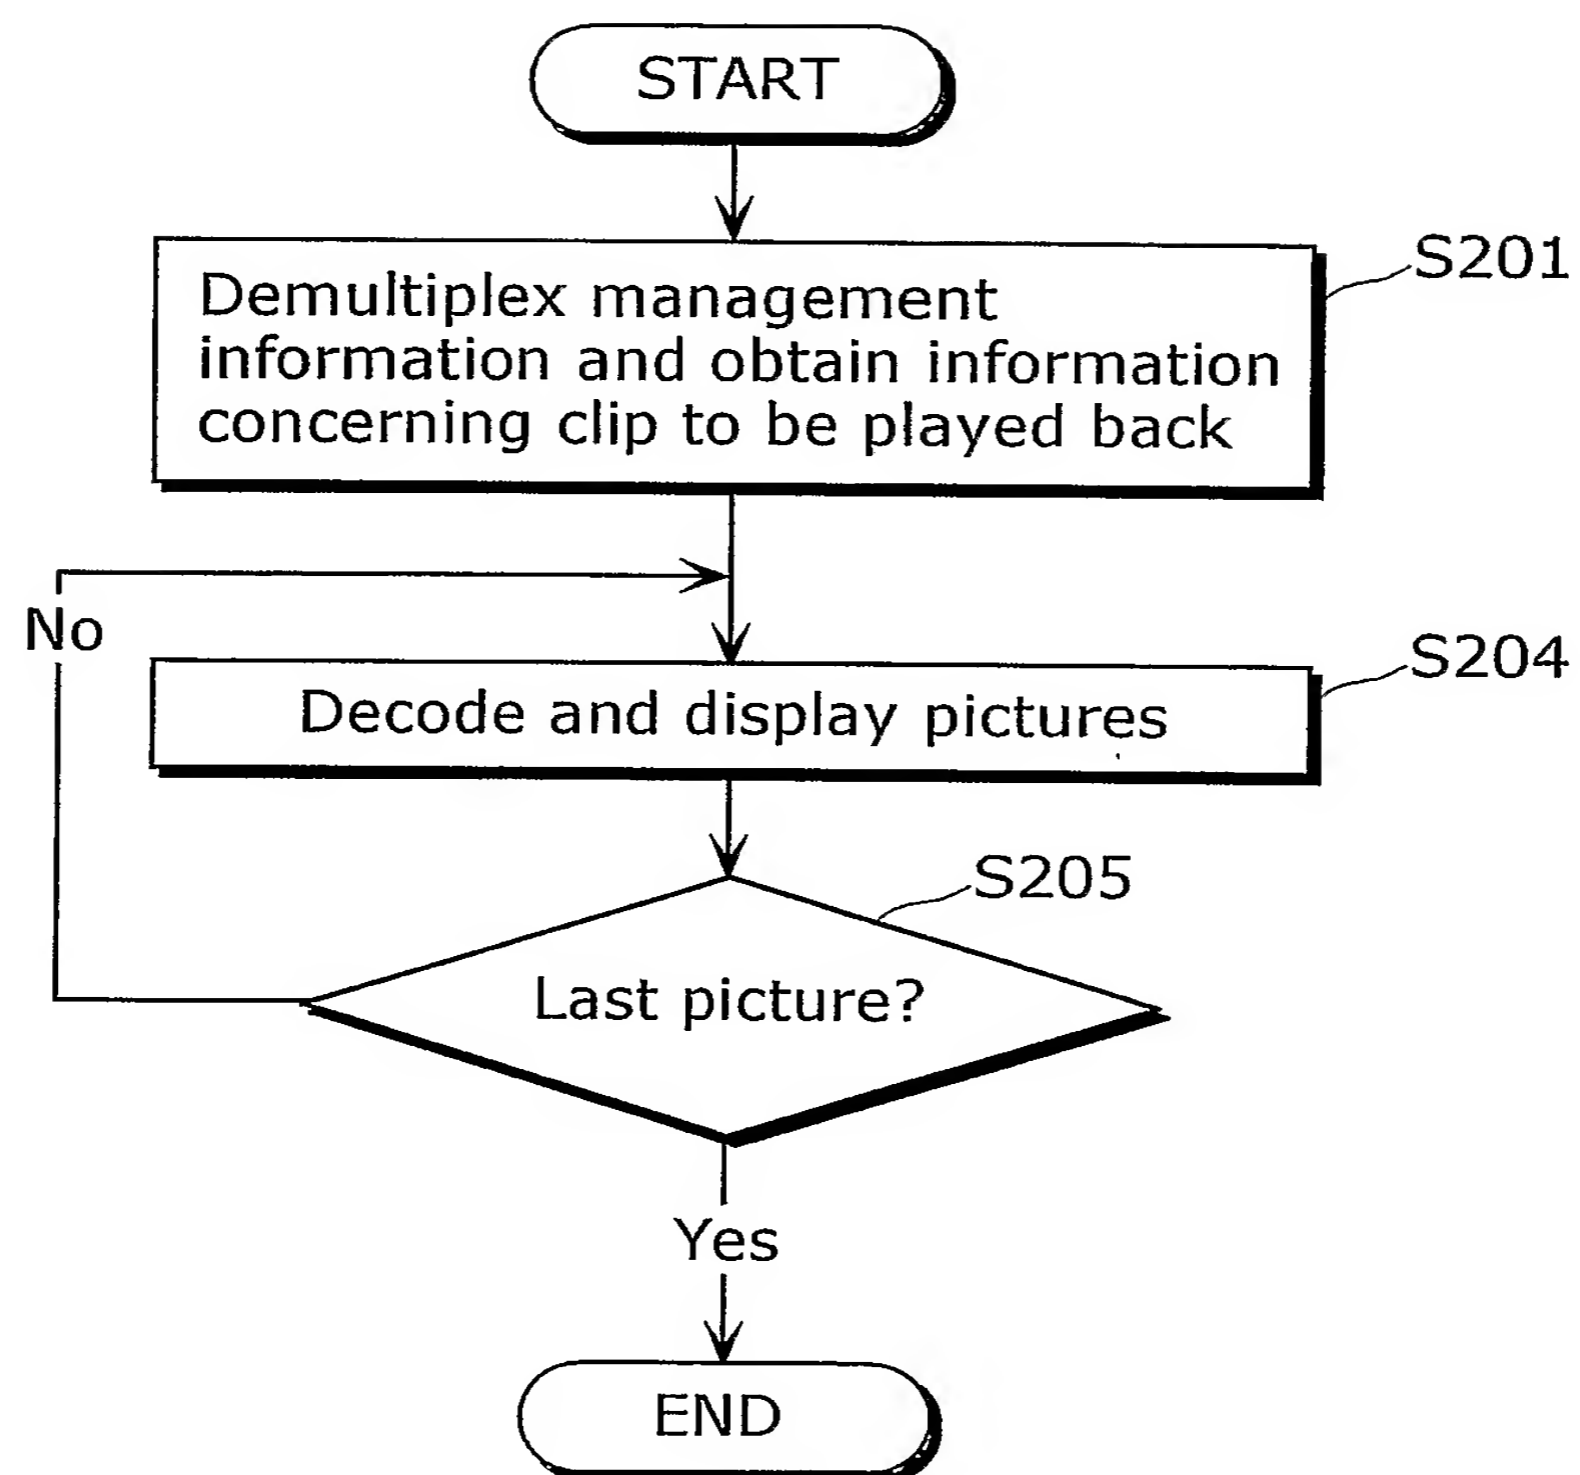 START
S201
Demultiplex management
information and obtain information
concerning clip to be played back
No
S204
Decode and display pictures
S205
Last picture?
Yes
END